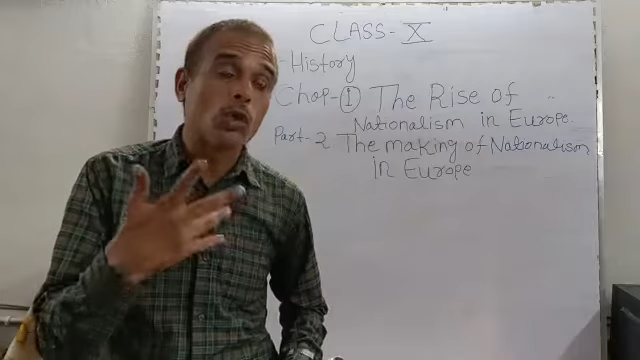 CLASS - X
History
Chap- ① The Rise of
Nationalism in Europe.
Part- 2 The making of Nationalism
in Europe